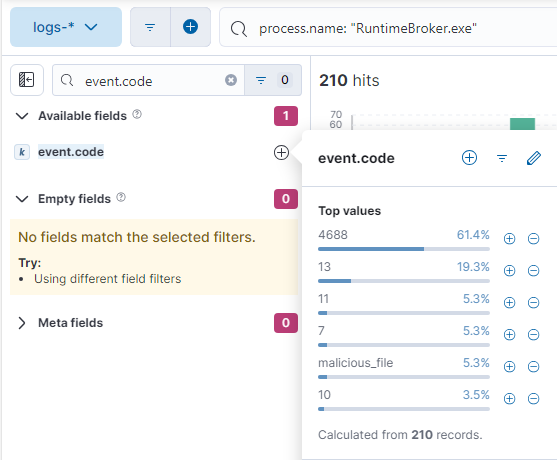 logs-*
process.name: "RuntimeBroker.exe"
event.code
0
210 hits
Available fields
1
70
60
k event.code
event.code
Empty fields
0
No fields match the selected filters.
Try:
• Using different field filters
Meta fields
0
Top values
4688 61.4%
13 19.3%
11 5.3%
7 5.3%
malicious_file 5.3%
10 3.5%
Calculated from 210 records.